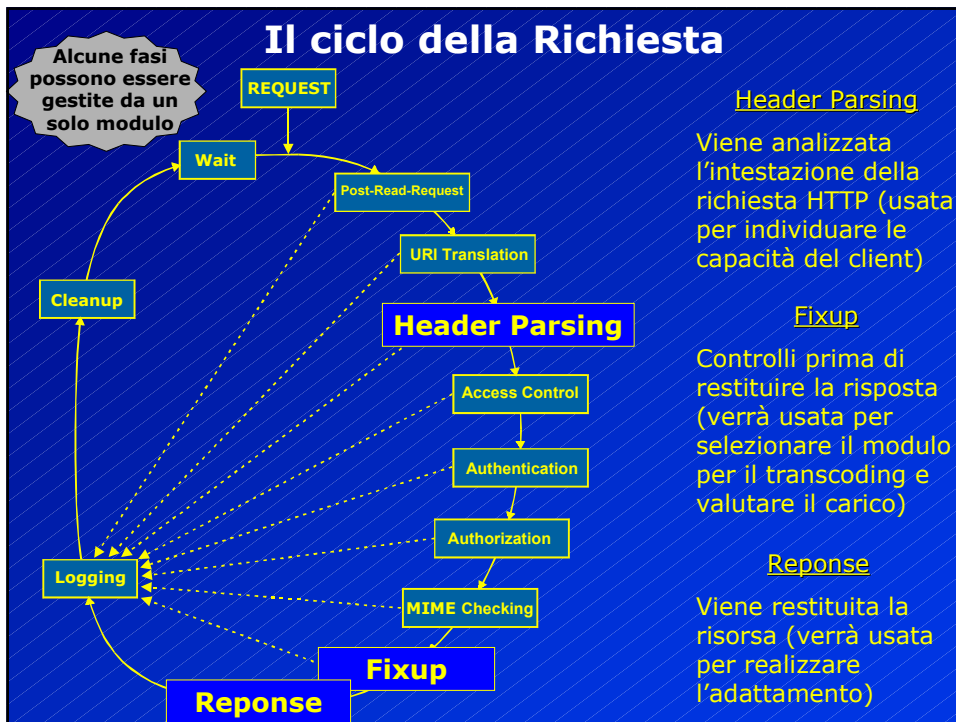 Il ciclo della Richiesta
Alcune fasi
possono essere
gestite da un
solo modulo
REQUEST
Wait
Post-Read-Request
URI Translation
Cleanup
Header Parsing
Access Control
Authentication
Authorization
Logging
MIME Checking
Fixup
Reponse
Header Parsing
Viene analizzata
l’intestazione della
richiesta HTTP (usata
per individuare le
capacità del client)
Fixup
Controlli prima di
restituire la risposta
(verrà usata per
selezionare il modulo
per il transcoding e
valutare il carico)
Reponse
Viene restituita la
risorsa (verrà usata
per realizzare
l’adattamento)